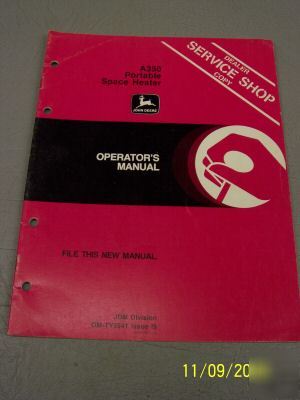 DEALER
SERVICE SHOP
COPY
A350
Portable
Space Heater
JOHN DEERE
OPERATOR'S
MANUAL
FILE THIS NEW MANUAL.
JDM Division
11/09/20